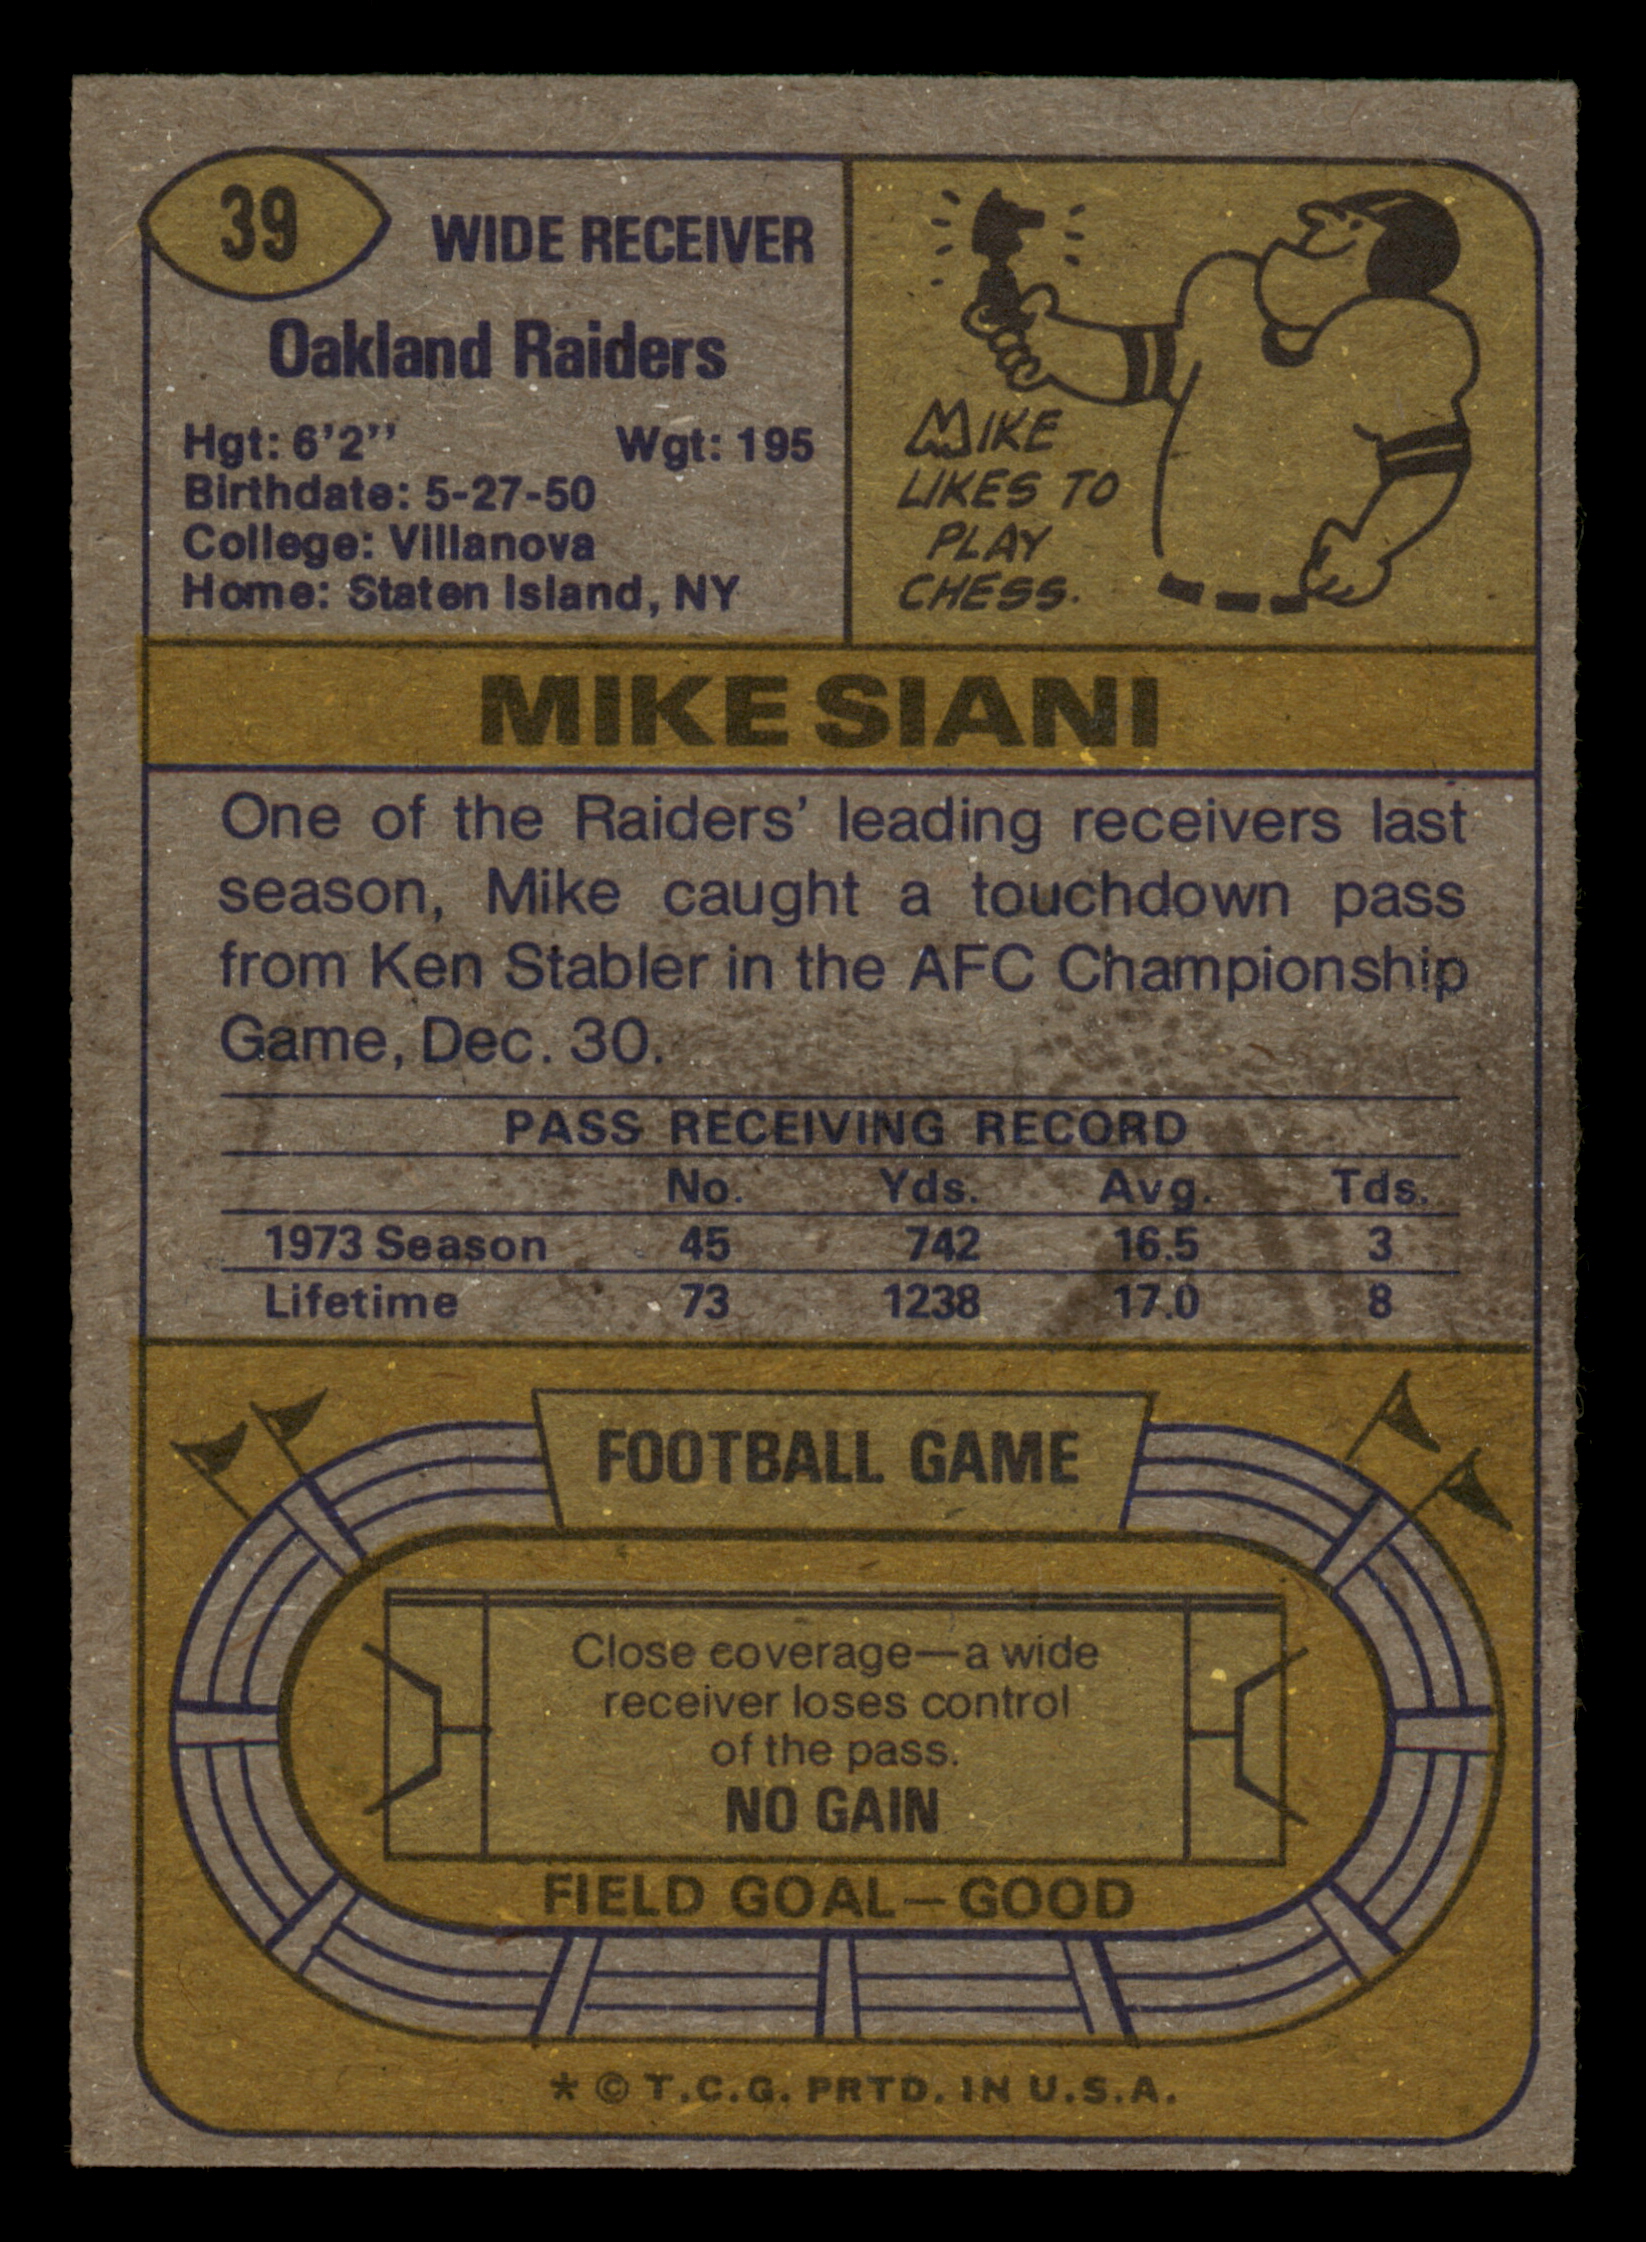 39
WIDE RECEIVER
Oakland Raiders
Hgt: 6'2'' Wgt: 195
Birthdate: 5-27-50
College: Villanova
Home: Staten Island, NY
MIKE
LIKES TO
PLAY
CHESS.
MIKE SIANI
One of the Raiders' leading receivers last
season, Mike caught a touchdown pass
from Ken Stabler in the AFC Championship
Game, Dec. 30.
PASS RECEIVING RECORD
No. Yds. Avg. Tds.
1973 Season 45 742 16.5 3
Lifetime 73 1238 17.0 8
FOOTBALL GAME
Close coverage—a wide
receiver loses control
of the pass.
NO GAIN
FIELD GOAL—GOOD
* © T.C.G. PRTD. IN U.S.A.